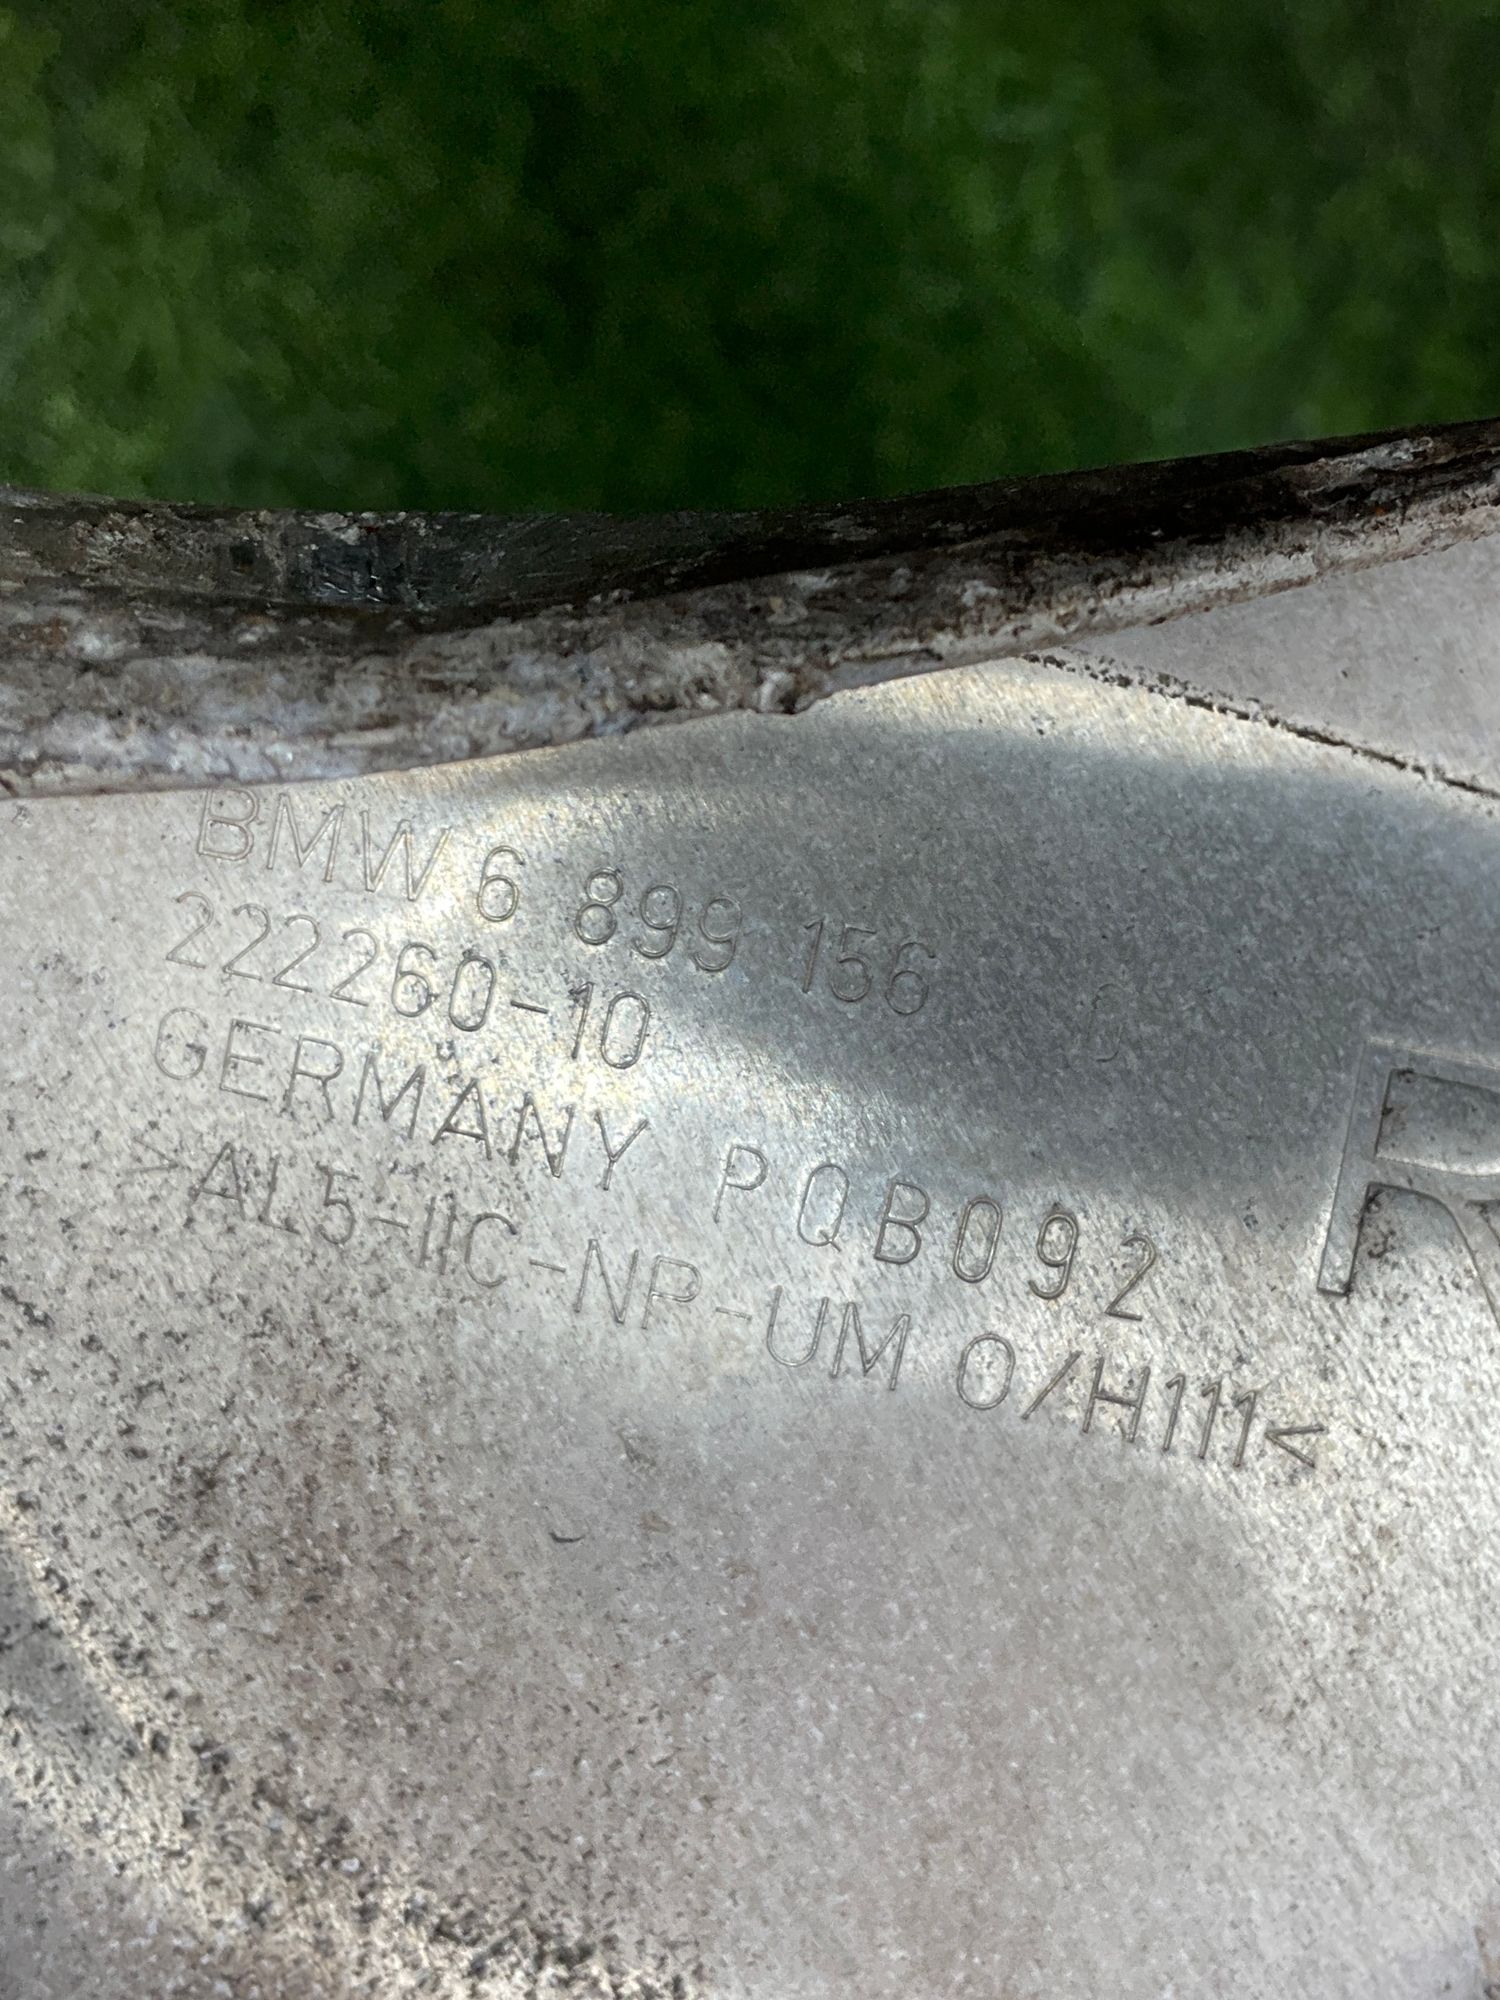 BMW 6 899 156
222260-10
GERMANY PQB092
>AL5-IIC-NP-UM O/H111<
R